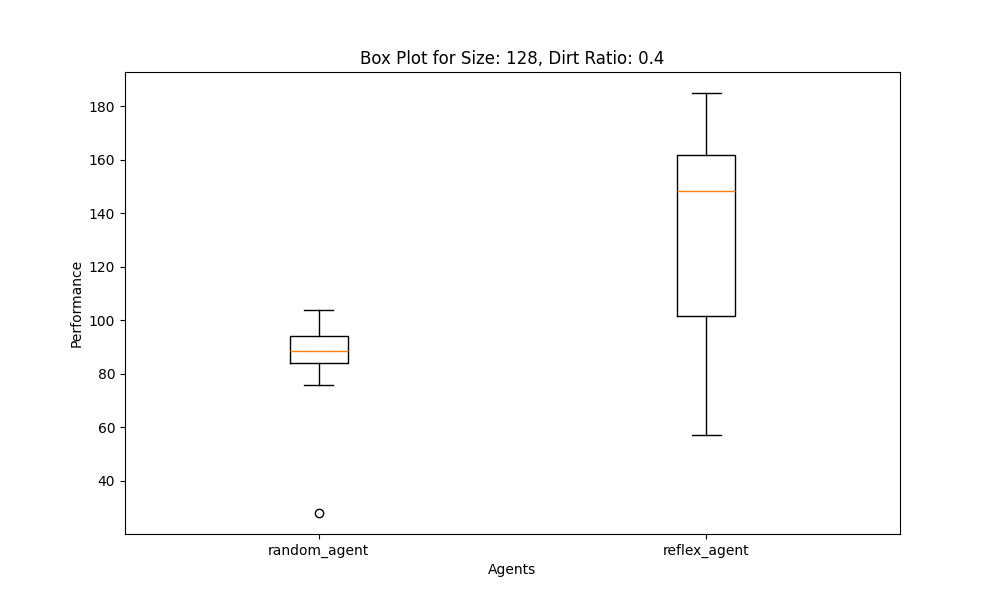 Box Plot for Size: 128, Dirt Ratio: 0.4
180
160
140
120
100
80
60
40
Performance
random_agent
reflex_agent
Agents